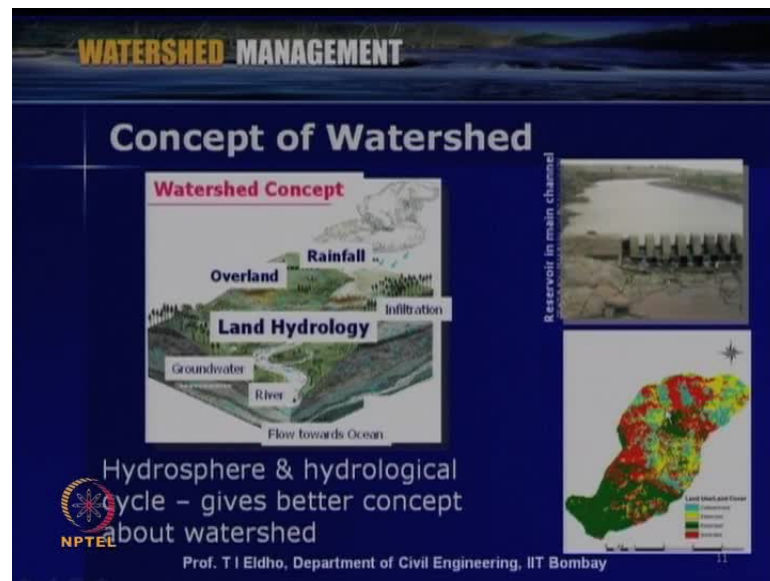 WATERSHED MANAGEMENT
Concept of Watershed
Watershed Concept
Rainfall
Overland
Infiltration
Land Hydrology
Groundwater
River
Flow towards Ocean
Reservoir in main channel
Land Use/Land Cover
Hydrosphere & hydrological
cycle – gives better concept
about watershed
NPTEL
Prof. T I Eldho, Department of Civil Engineering, IIT Bombay
11